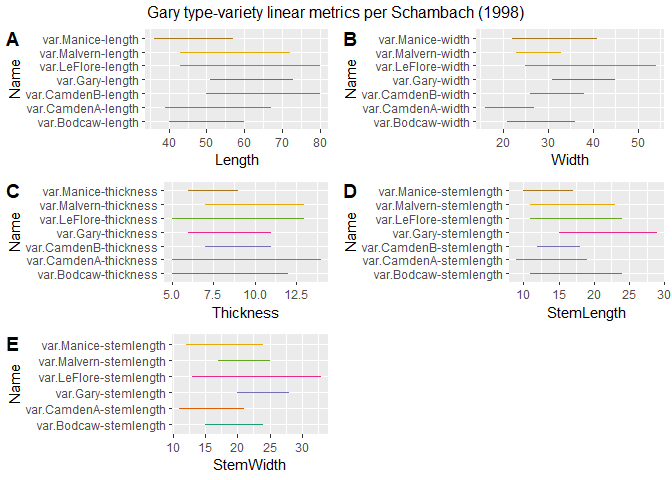 Gary type-variety linear metrics per Schambach (1998)
A
Name
var.Manice-length
var.Malvern-length
var.LeFlore-length
var.Gary-length
var.CamdenB-length
var.CamdenA-length
var.Bodcaw-length
40 50 60 70 80
Length
B
Name
var.Manice-width
var.Malvern-width
var.LeFlore-width
var.Gary-width
var.CamdenB-width
var.CamdenA-width
var.Bodcaw-width
20 30 40 50
Width
C
Name
var.Manice-thickness
var.Malvern-thickness
var.LeFlore-thickness
var.Gary-thickness
var.CamdenB-thickness
var.CamdenA-thickness
var.Bodcaw-thickness
5.0 7.5 10.0 12.5
Thickness
D
Name
var.Manice-stemlength
var.Malvern-stemlength
var.LeFlore-stemlength
var.Gary-stemlength
var.CamdenB-stemlength
var.CamdenA-stemlength
var.Bodcaw-stemlength
10 15 20 25 30
StemLength
E
Name
var.Manice-stemlength
var.Malvern-stemlength
var.LeFlore-stemlength
var.Gary-stemlength
var.CamdenA-stemlength
var.Bodcaw-stemlength
10 15 20 25 30
StemWidth